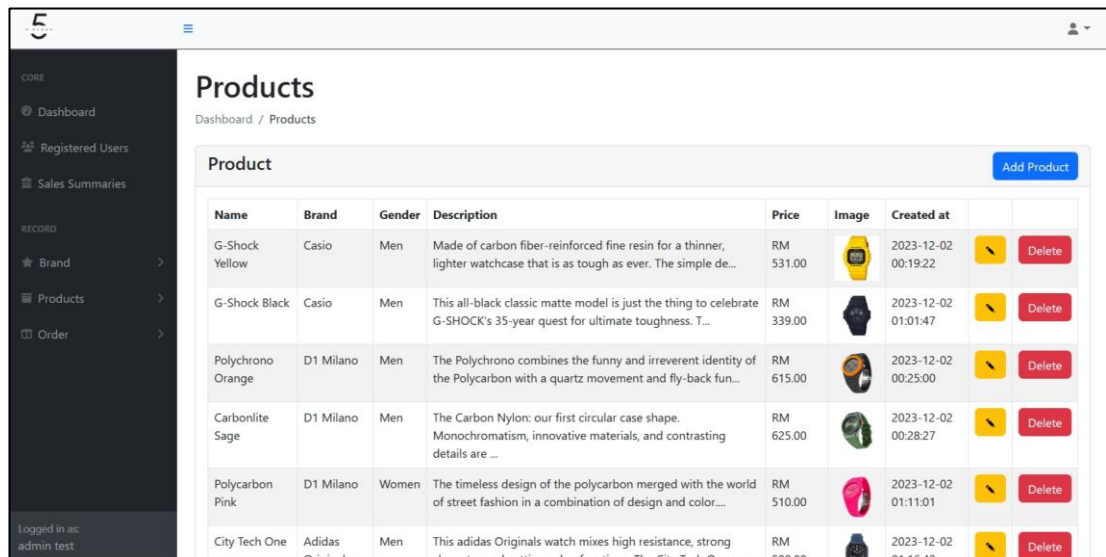 5
CORE
Dashboard
Registered Users
Sales Summaries
RECORD
Brand
Products
Order
Logged in as:
admin test
Products
Dashboard / Products
Product
Add Product
Name Brand Gender Description Price Image Created at
G-Shock Casio Men Made of carbon fiber-reinforced fine resin for a thinner, RM 2023-12-02 Delete
Yellow lighter watchcase that is as tough as ever. The simple de... 531.00 00:19:22
G-Shock Black Casio Men This all-black classic matte model is just the thing to celebrate RM 2023-12-02 Delete
G-SHOCK's 35-year quest for ultimate toughness. T... 339.00 01:01:47
Polychrono D1 Milano Men The Polychrono combines the funny and irreverent identity of RM 2023-12-02 Delete
Orange the Polycarbon with a quartz movement and fly-back fun... 615.00 00:25:00
Carbonlite D1 Milano Men The Carbon Nylon: our first circular case shape. RM 2023-12-02 Delete
Sage Monochromatism, innovative materials, and contrasting 625.00 00:28:27
details are ...
Polycarbon D1 Milano Women The timeless design of the polycarbon merged with the world RM 2023-12-02 Delete
Pink of street fashion in a combination of design and color.... 510.00 01:11:01
City Tech One Adidas Men This adidas Originals watch mixes high resistance, strong RM 2023-12-02 Delete